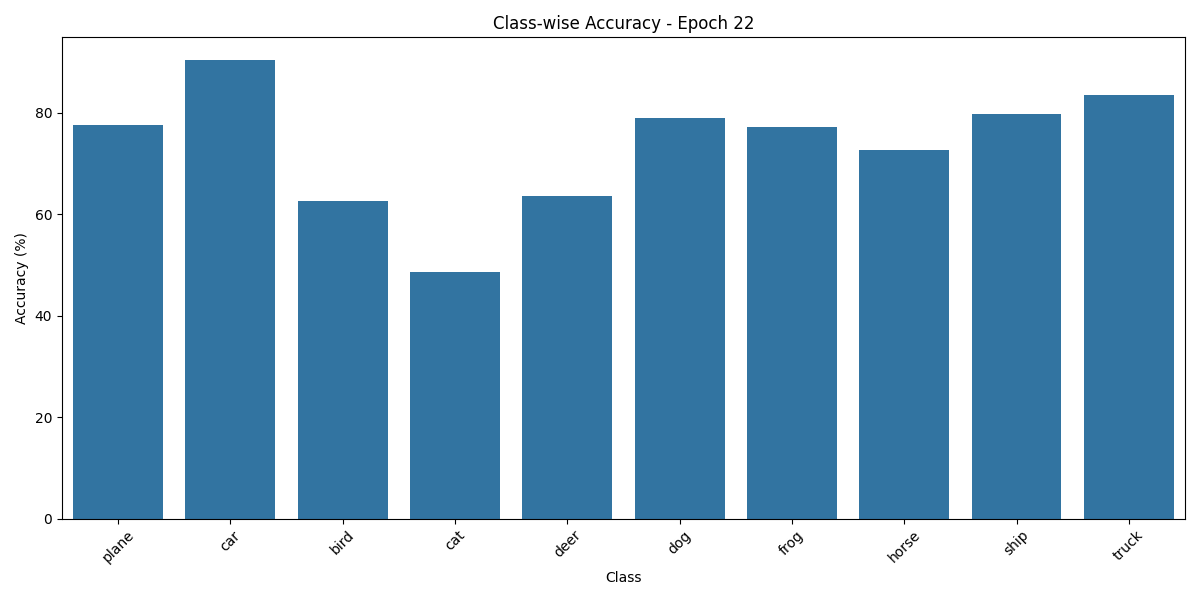 Class-wise Accuracy - Epoch 22
Accuracy (%)
80
60
40
20
0
plane
car
bird
cat
deer
dog
frog
horse
ship
truck
Class